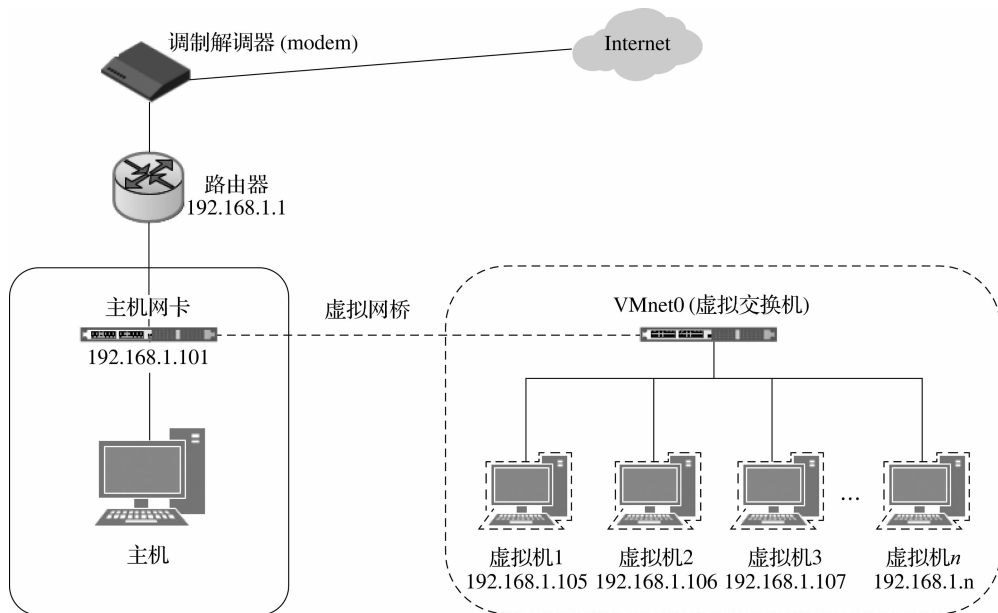 调制解调器 (modem)
Internet
路由器
192.168.1.1
主机网卡
192.168.1.101
虚拟网桥
VMnet0 (虚拟交换机)
主机
...
虚拟机1
192.168.1.105
虚拟机2
192.168.1.106
虚拟机3
192.168.1.107
虚拟机n
192.168.1.n